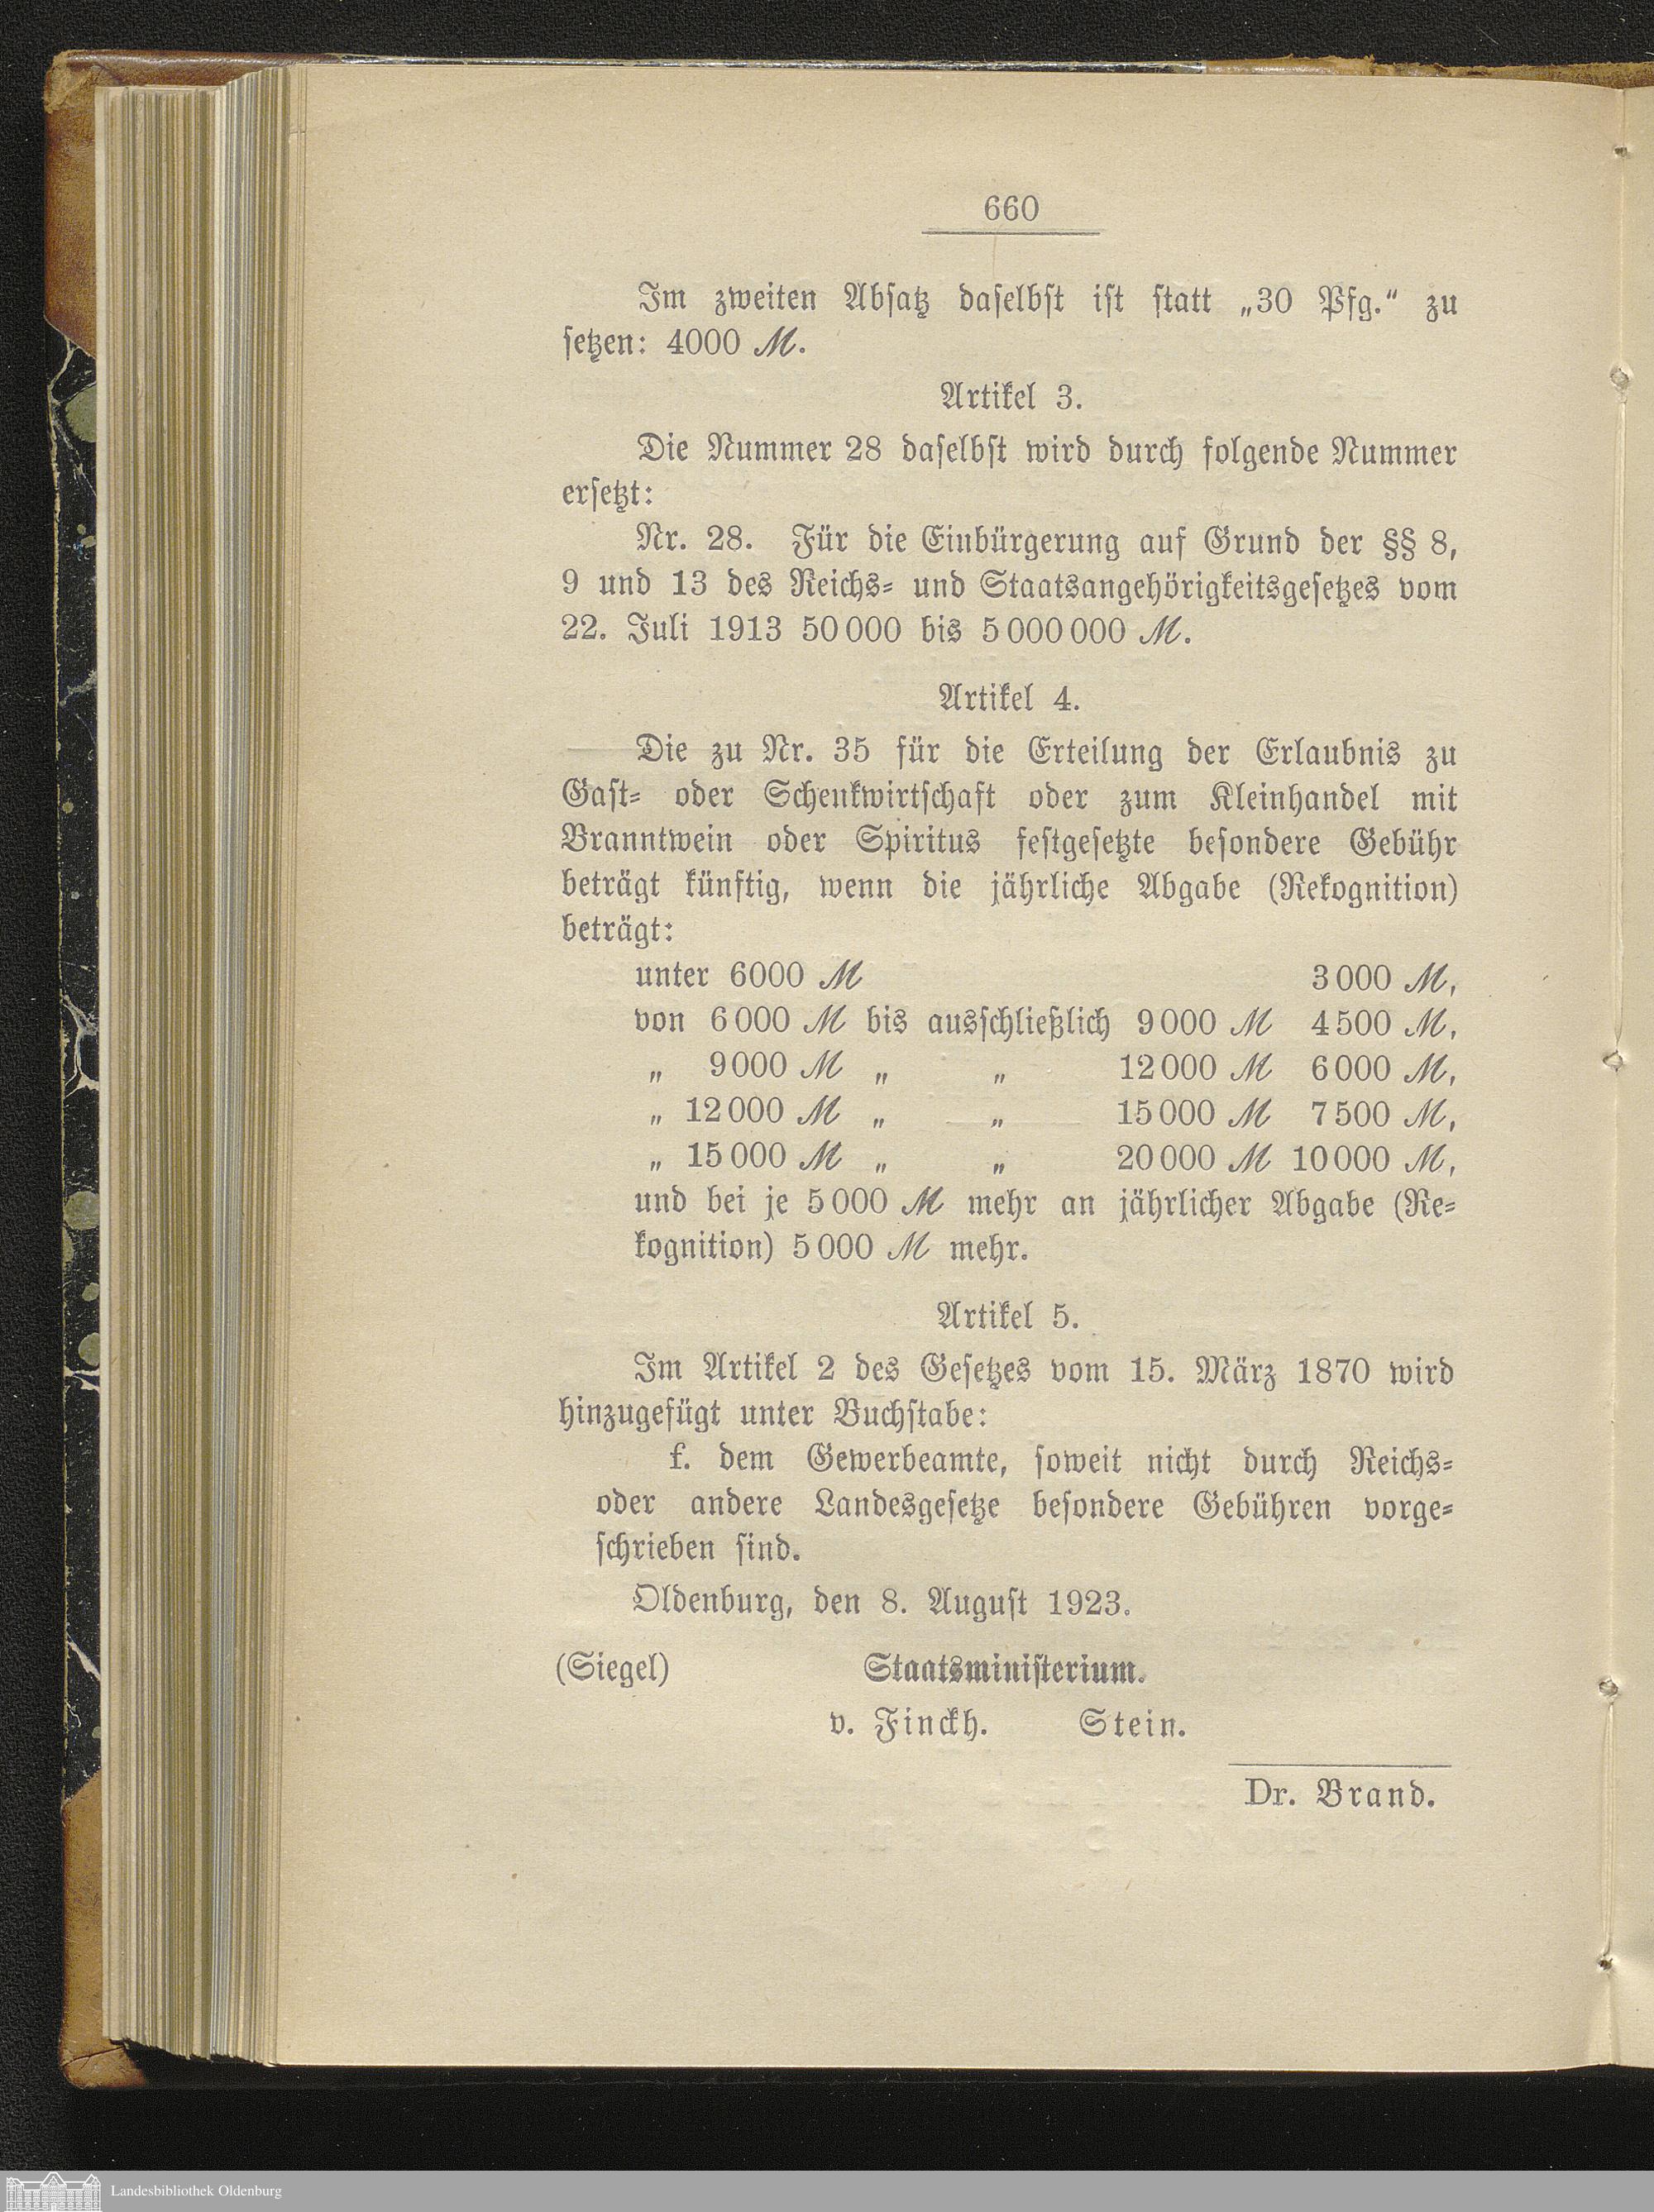 660
Im zweiten Absatz daselbst ist statt „30 Pfg.“ zu
setzen: 4000 ℳ.
Artikel 3.
Die Nummer 28 daselbst wird durch folgende Nummer
ersetzt:
Nr. 28. Für die Einbürgerung auf Grund der §§ 8,
9 und 13 des Reichs- und Staatsangehörigkeitsgesetzes vom
22. Juli 1913 50 000 bis 5 000 000 ℳ.
Artikel 4.
Die zu Nr. 35 für die Erteilung der Erlaubnis zu
Gast- oder Schenkwirtschaft oder zum Kleinhandel mit
Branntwein oder Spiritus festgesetzte besondere Gebühr
beträgt künftig, wenn die jährliche Abgabe (Rekognition)
beträgt:
unter 6000 ℳ 3 000 ℳ,
von 6 000 ℳ bis ausschließlich 9 000 ℳ 4 500 ℳ,
„ 9 000 ℳ „ „ 12 000 ℳ 6 000 ℳ,
„ 12 000 ℳ „ „ 15 000 ℳ 7 500 ℳ,
„ 15 000 ℳ „ „ 20 000 ℳ 10 000 ℳ,
und bei je 5 000 ℳ mehr an jährlicher Abgabe (Re-
kognition) 5 000 ℳ mehr.
Artikel 5.
Im Artikel 2 des Gesetzes vom 15. März 1870 wird
hinzugefügt unter Buchstabe:
f. dem Gewerbeamte, soweit nicht durch Reichs-
oder andere Landesgesetze besondere Gebühren vorge-
schrieben sind.
Oldenburg, den 8. August 1923.
(Siegel) Staatsministerium.
v. Finckh. Stein.
Dr. Brand.
Landesbibliothek Oldenburg